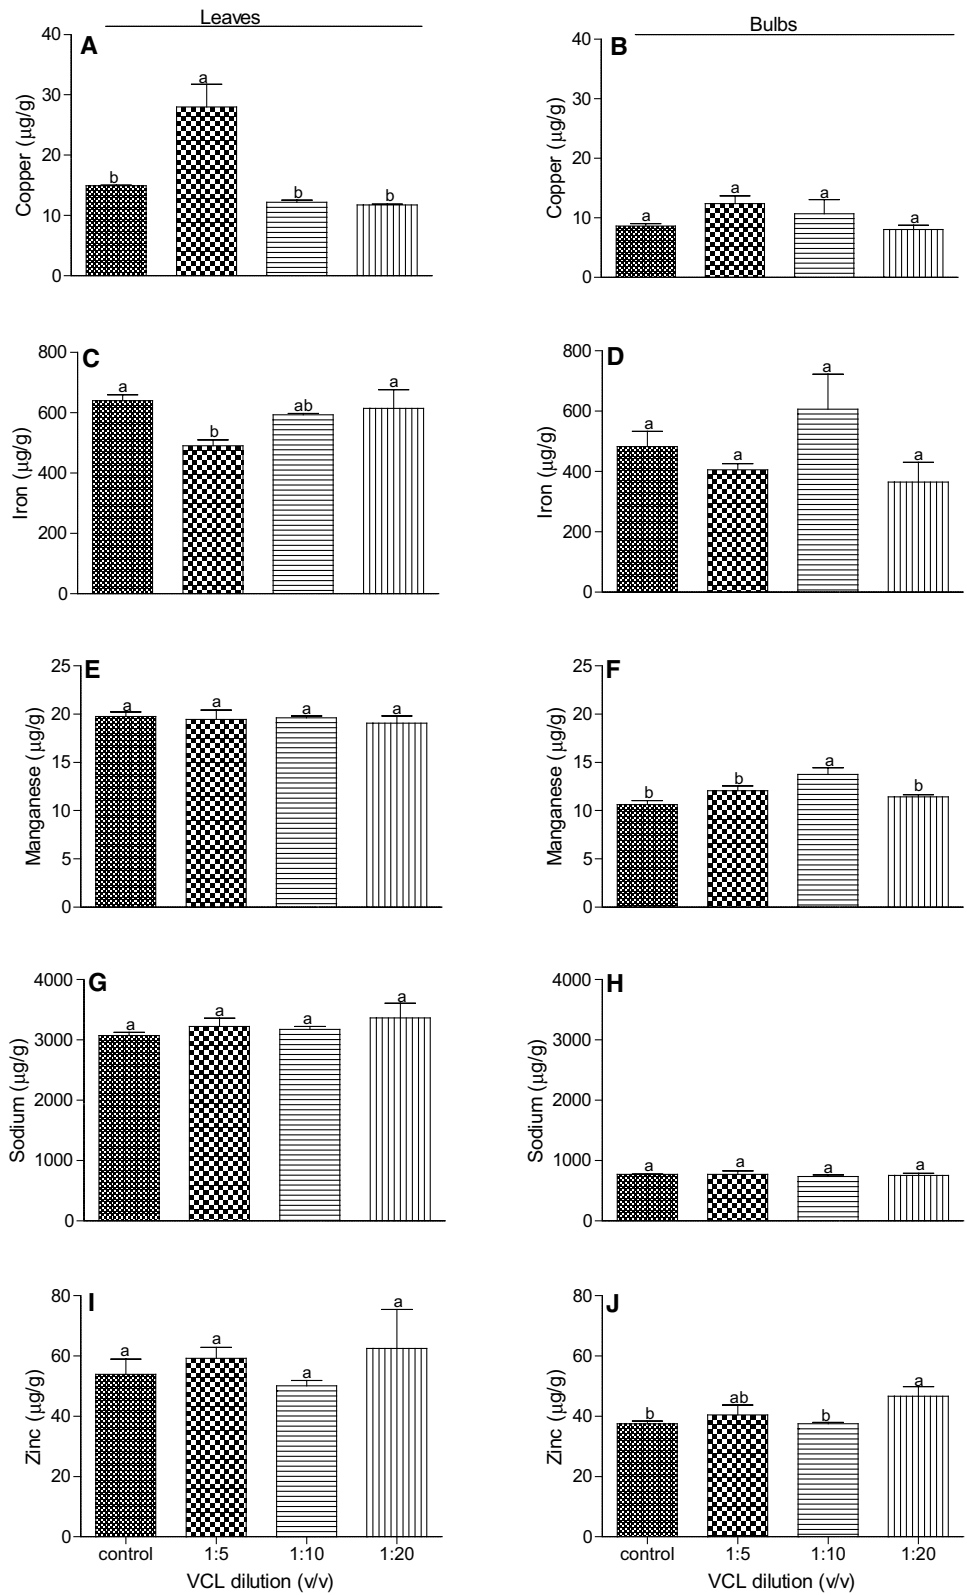 Leaves
Bulbs
A
40
30
20
10
0
Copper (μg/g)
b
a
b
b
B
40
30
20
10
0
Copper (μg/g)
a
a
a
a
C
800
600
400
200
0
Iron (μg/g)
a
b
ab
a
D
800
600
400
200
0
Iron (μg/g)
a
a
a
a
E
25
20
15
10
5
0
Manganese (μg/g)
a
a
a
a
F
25
20
15
10
5
0
Manganese (μg/g)
b
b
a
b
G
4000
3000
2000
1000
0
Sodium (μg/g)
a
a
a
a
H
4000
3000
2000
1000
0
Sodium (μg/g)
a
a
a
a
I
80
60
40
20
0
Zinc (μg/g)
a
a
a
a
control 1:5 1:10 1:20
VCL dilution (v/v)
J
80
60
40
20
0
Zinc (μg/g)
b
ab
b
a
control 1:5 1:10 1:20
VCL dilution (v/v)